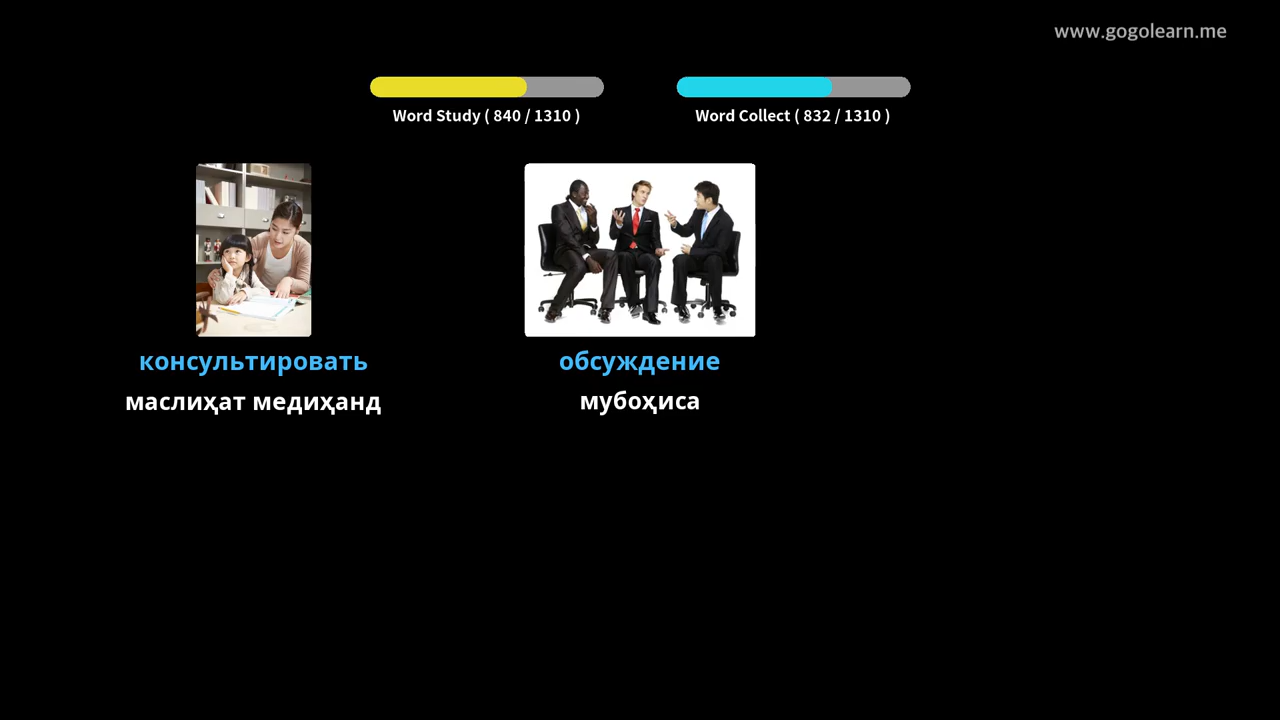 www.gogolearn.me
Word Study ( 840 / 1310 )
Word Collect ( 832 / 1310 )
консультировать
маслиҳат медиҳанд
обсуждение
мубоҳиса